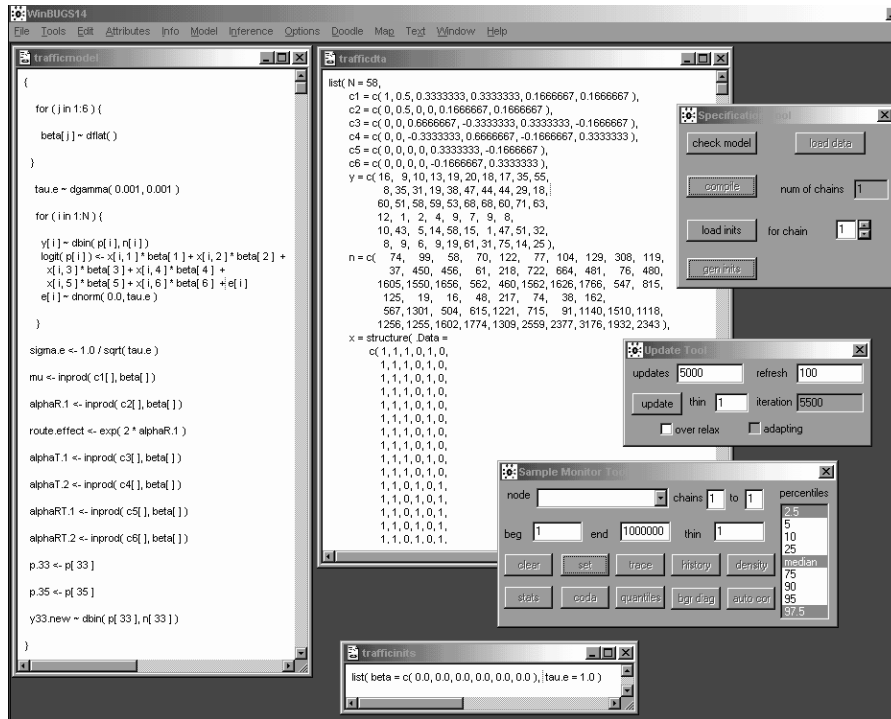 WinBUGS14
File Tools Edit Attributes Info Model Inference Options Doodle Map Text Window Help
trafficmodel
{
for ( j in 1:6 ) {
beta[ j ] ~ dflat( )
}
tau.e ~ dgamma( 0.001, 0.001 )
for ( i in 1:N ) {
y[ i ] ~ dbin( p[ i ], n[ i ] )
logit( p[ i ] ) <- x[ i, 1 ] * beta[ 1 ] + x[ i, 2 ] * beta[ 2 ] +
x[ i, 3 ] * beta[ 3 ] + x[ i, 4 ] * beta[ 4 ] +
x[ i, 5 ] * beta[ 5 ] + x[ i, 6 ] * beta[ 6 ] + e[ i ]
e[ i ] ~ dnorm( 0.0, tau.e )
}
sigma.e <- 1.0 / sqrt( tau.e )
mu <- inprod( c1[ ], beta[ ] )
alphaR.1 <- inprod( c2[ ], beta[ ] )
route.effect <- exp( 2 * alphaR.1 )
alphaT.1 <- inprod( c3[ ], beta[ ] )
alphaT.2 <- inprod( c4[ ], beta[ ] )
alphaRT.1 <- inprod( c5[ ], beta[ ] )
alphaRT.2 <- inprod( c6[ ], beta[ ] )
p.33 <- p[ 33 ]
p.35 <- p[ 35 ]
y33.new ~ dbin( p[ 33 ], n[ 33 ] )
}
trafficdta
list( N = 58,
c1 = c( 1, 0.5, 0.3333333, 0.3333333, 0.1666667, 0.1666667 ),
c2 = c( 0, 0.5, 0, 0, 0.1666667, 0.1666667 ),
c3 = c( 0, 0, 0.6666667, -0.3333333, 0.3333333, -0.1666667 ),
c4 = c( 0, 0, -0.3333333, 0.6666667, -0.1666667, 0.3333333 ),
c5 = c( 0, 0, 0, 0, 0.3333333, -0.1666667 ),
c6 = c( 0, 0, 0, 0, -0.1666667, 0.3333333 ),
y = c( 16, 9, 10, 13, 19, 20, 18, 17, 35, 55,
8, 35, 31, 19, 38, 47, 44, 44, 29, 18,
60, 51, 58, 59, 53, 68, 68, 60, 71, 63,
12, 1, 2, 4, 9, 7, 9, 8,
10, 43, 5, 14, 58, 15, 1, 47, 51, 32,
8, 9, 6, 9, 19, 61, 31, 75, 14, 25 ),
n = c( 74, 99, 58, 70, 122, 77, 104, 129, 308, 119,
37, 450, 456, 61, 218, 722, 664, 481, 76, 480,
1605, 1550, 1656, 562, 460, 1562, 1626, 1766, 547, 815,
125, 19, 16, 48, 217, 74, 38, 162,
567, 1301, 504, 615, 1221, 715, 91, 1140, 1510, 1118,
1256, 1255, 1602, 1774, 1309, 2559, 2377, 3176, 1932, 2343 ),
x = structure( .Data =
c( 1, 1, 1, 0, 1, 0,
1, 1, 1, 0, 1, 0,
1, 1, 1, 0, 1, 0,
1, 1, 1, 0, 1, 0,
1, 1, 1, 0, 1, 0,
1, 1, 1, 0, 1, 0,
1, 1, 1, 0, 1, 0,
1, 1, 1, 0, 1, 0,
1, 1, 1, 0, 1, 0,
1, 1, 1, 0, 1, 0,
1, 1, 0, 1, 0, 1,
1, 1, 0, 1, 0, 1,
1, 1, 0, 1, 0, 1,
1, 1, 0, 1, 0, 1,
Specification Tool
check model load data
compile num of chains 1
load inits for chain 1
gen inits
Update Tool
updates 5000 refresh 100
update thin 1 iteration 5500
over relax adapting
Sample Monitor Tool
node chains 1 to 1 percentiles
beg 1 end 1000000 thin 1
clear set trace history density
stats coda quantiles bgr diag auto cor
2.5
5
10
25
median
75
90
95
97.5
trafficinits
list( beta = c( 0.0, 0.0, 0.0, 0.0, 0.0, 0.0 ), tau.e = 1.0 )